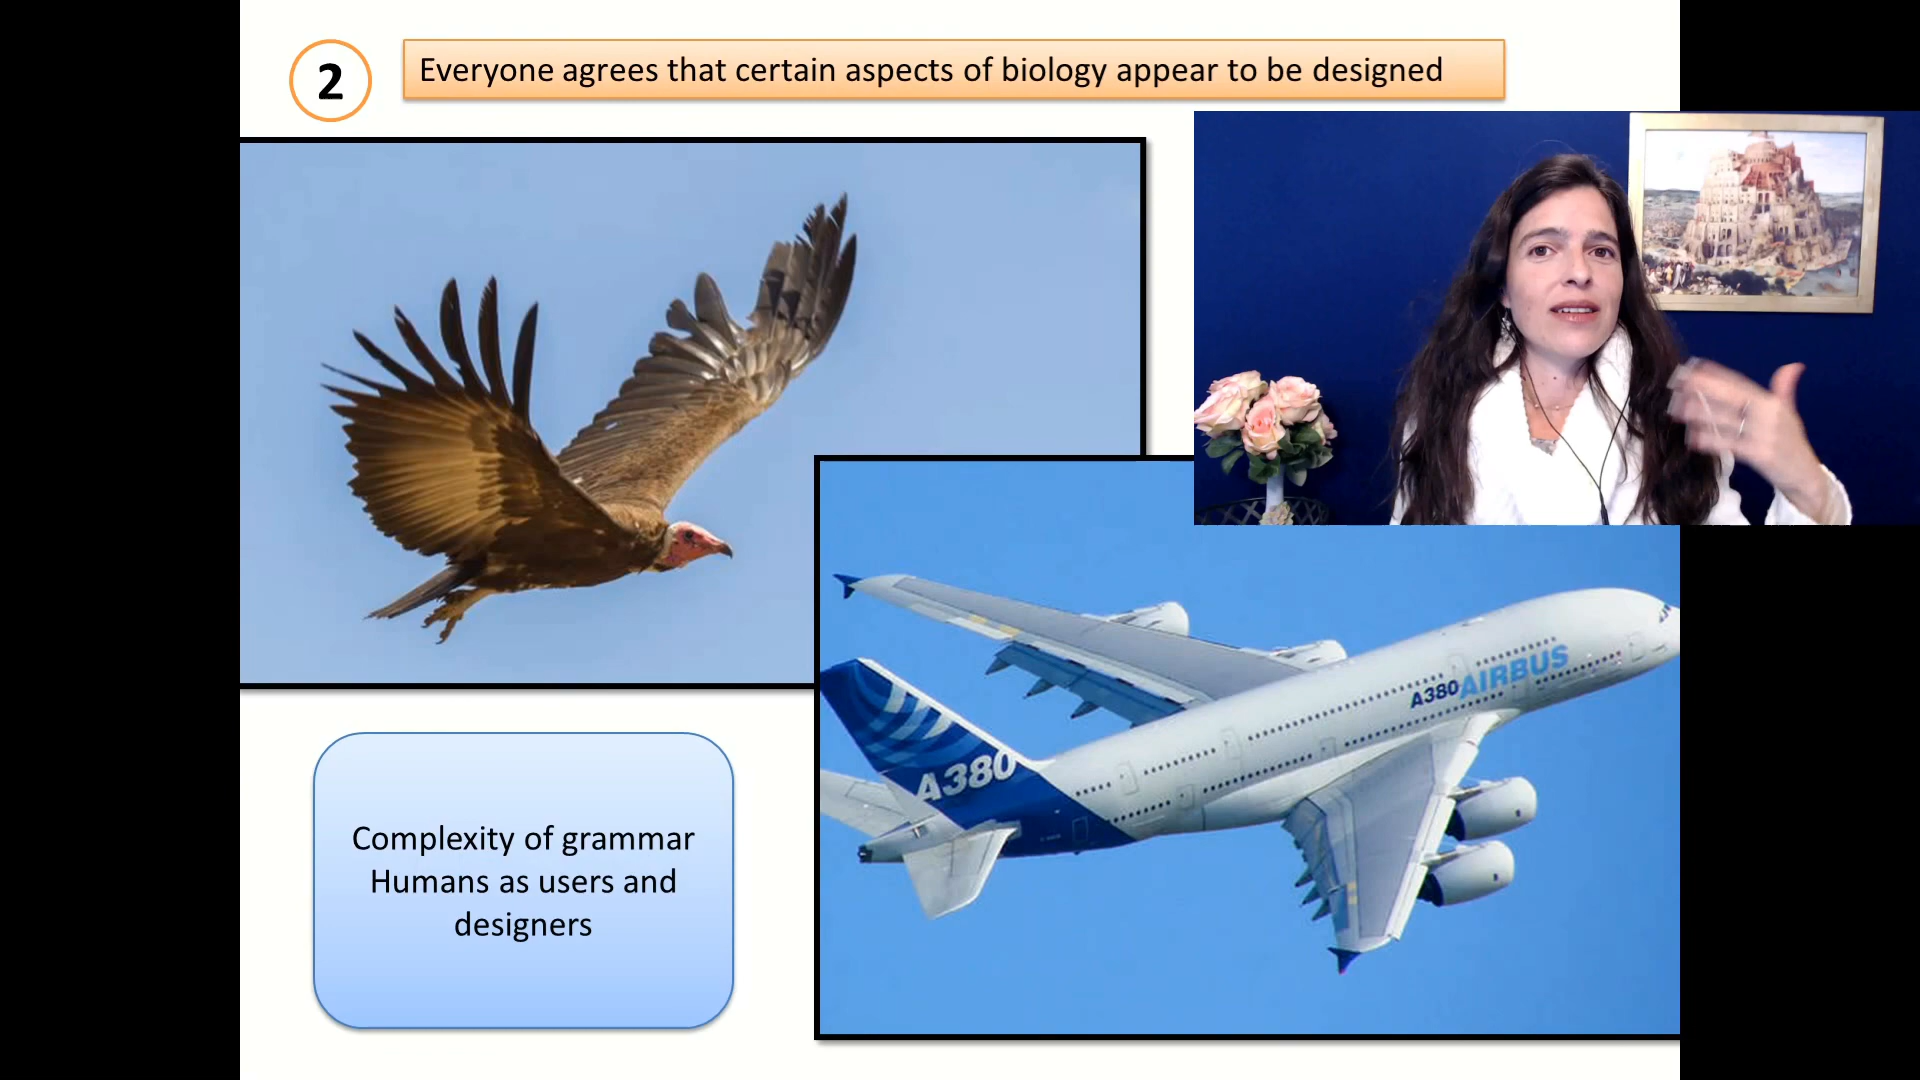 2
Everyone agrees that certain aspects of biology appear to be designed
A380 AIRBUS
A380
Complexity of grammar
Humans as users and
designers